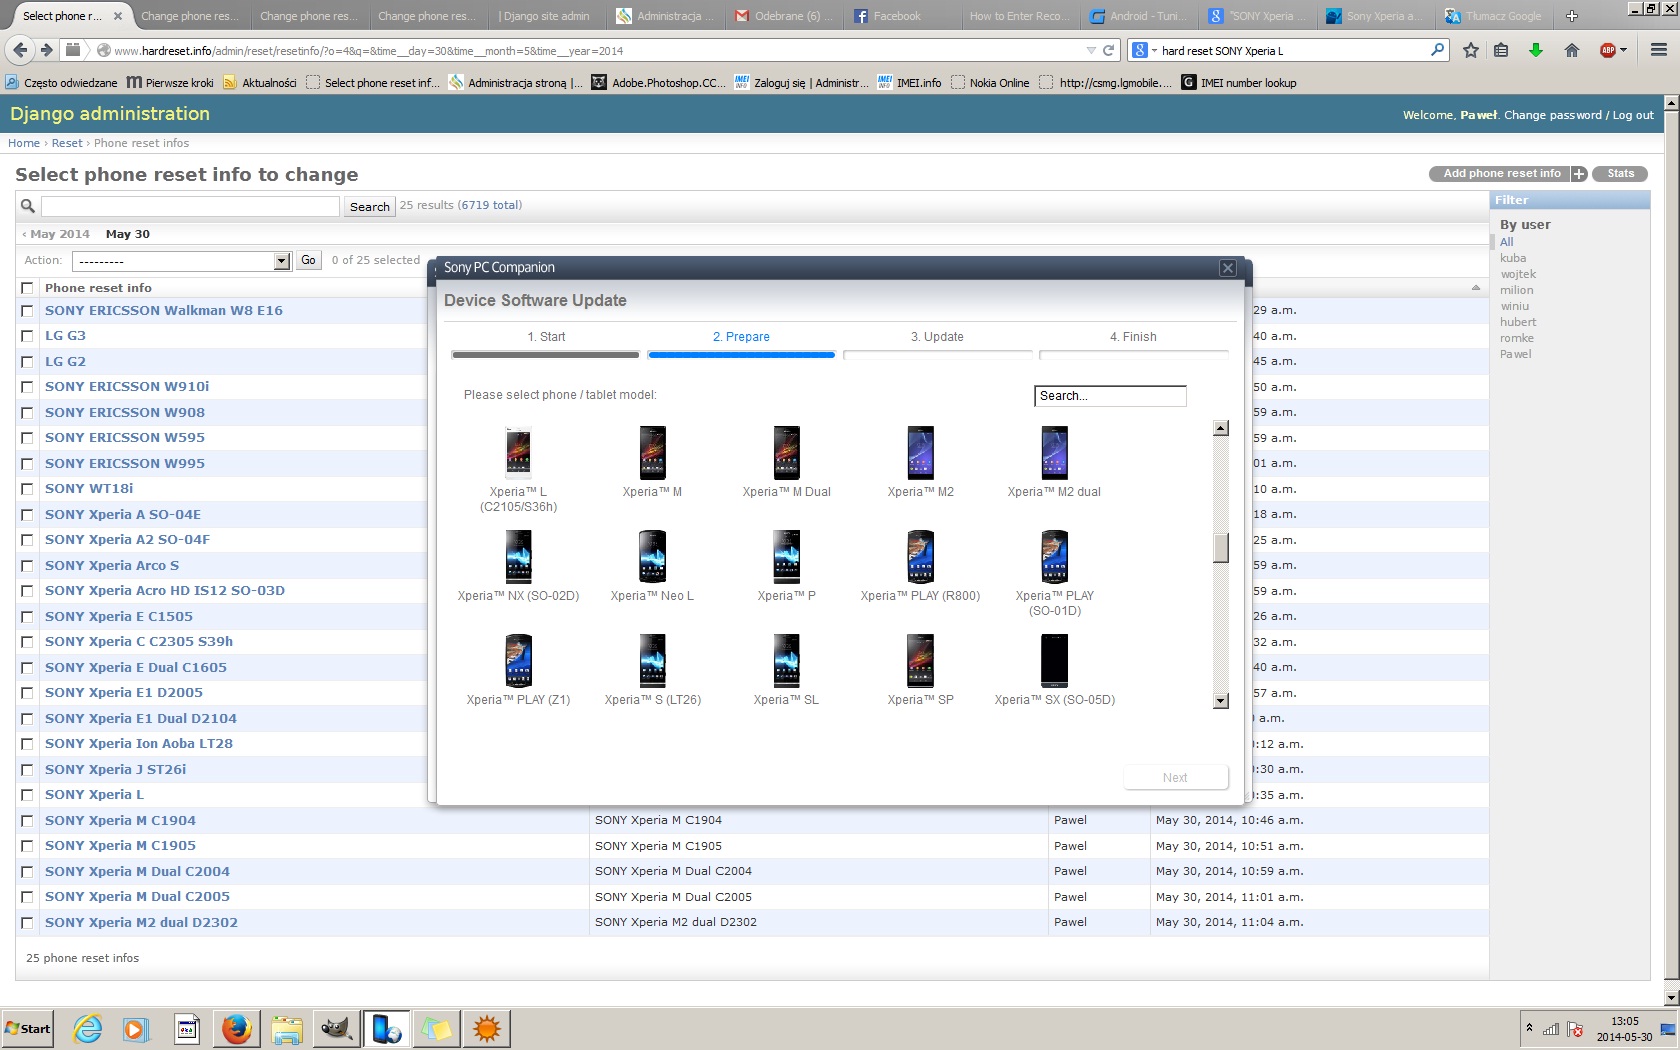 Select phone r...
Change phone res...
Change phone res...
Change phone res...
| Django site admin
Administracja ...
Odebrane (6) ...
Facebook
How to Enter Reco...
Android - Tuni...
"SONY Xperia ...
Sony Xperia a...
Tłumacz Google
www.hardreset.info/admin/reset/resetinfo/?o=4&q=&time__day=30&time__month=5&time__year=2014
hard reset SONY Xperia L
ABP
Często odwiedzane
Pierwsze kroki
Aktualności
Select phone reset inf...
Administracja stroną |...
Adobe.Photoshop.CC...
Zaloguj się | Administr...
IMEI.info
Nokia Online
http://csmg.lgmobile....
IMEI number lookup
Django administration
Welcome, Paweł. Change password / Log out
Home › Reset › Phone reset infos
Select phone reset info to change
Add phone reset info +
Stats
Search
25 results (6719 total)
‹ May 2014 May 30
Action: ---------
Go
0 of 25 selected
Filter
By user
All
kuba
wojtek
milion
winiu
hubert
romke
Pawel
Phone reset info
SONY ERICSSON Walkman W8 E16
29 a.m.
LG G3
40 a.m.
LG G2
45 a.m.
SONY ERICSSON W910i
50 a.m.
SONY ERICSSON W908
59 a.m.
SONY ERICSSON W595
59 a.m.
SONY ERICSSON W995
01 a.m.
SONY WT18i
10 a.m.
SONY Xperia A SO-04E
18 a.m.
SONY Xperia A2 SO-04F
25 a.m.
SONY Xperia Arco S
59 a.m.
SONY Xperia Acro HD IS12 SO-03D
59 a.m.
SONY Xperia E C1505
26 a.m.
SONY Xperia C C2305 S39h
32 a.m.
SONY Xperia E Dual C1605
40 a.m.
SONY Xperia E1 D2005
57 a.m.
SONY Xperia E1 Dual D2104
a.m.
SONY Xperia Ion Aoba LT28
:12 a.m.
SONY Xperia J ST26i
:30 a.m.
SONY Xperia L
:35 a.m.
SONY Xperia M C1904 SONY Xperia M C1904 Pawel May 30, 2014, 10:46 a.m.
SONY Xperia M C1905 SONY Xperia M C1905 Pawel May 30, 2014, 10:51 a.m.
SONY Xperia M Dual C2004 SONY Xperia M Dual C2004 Pawel May 30, 2014, 10:59 a.m.
SONY Xperia M Dual C2005 SONY Xperia M Dual C2005 Pawel May 30, 2014, 11:01 a.m.
SONY Xperia M2 dual D2302 SONY Xperia M2 dual D2302 Pawel May 30, 2014, 11:04 a.m.
25 phone reset infos
Sony PC Companion
Device Software Update
1. Start
2. Prepare
3. Update
4. Finish
Please select phone / tablet model:
Search...
Xperia™ L
(C2105/S36h)
Xperia™ M
Xperia™ M Dual
Xperia™ M2
Xperia™ M2 dual
Xperia™ NX (SO-02D)
Xperia™ Neo L
Xperia™ P
Xperia™ PLAY (R800)
Xperia™ PLAY
(SO-01D)
Xperia™ PLAY (Z1)
Xperia™ S (LT26)
Xperia™ SL
Xperia™ SP
Xperia™ SX (SO-05D)
Next
Start
13:05
2014-05-30